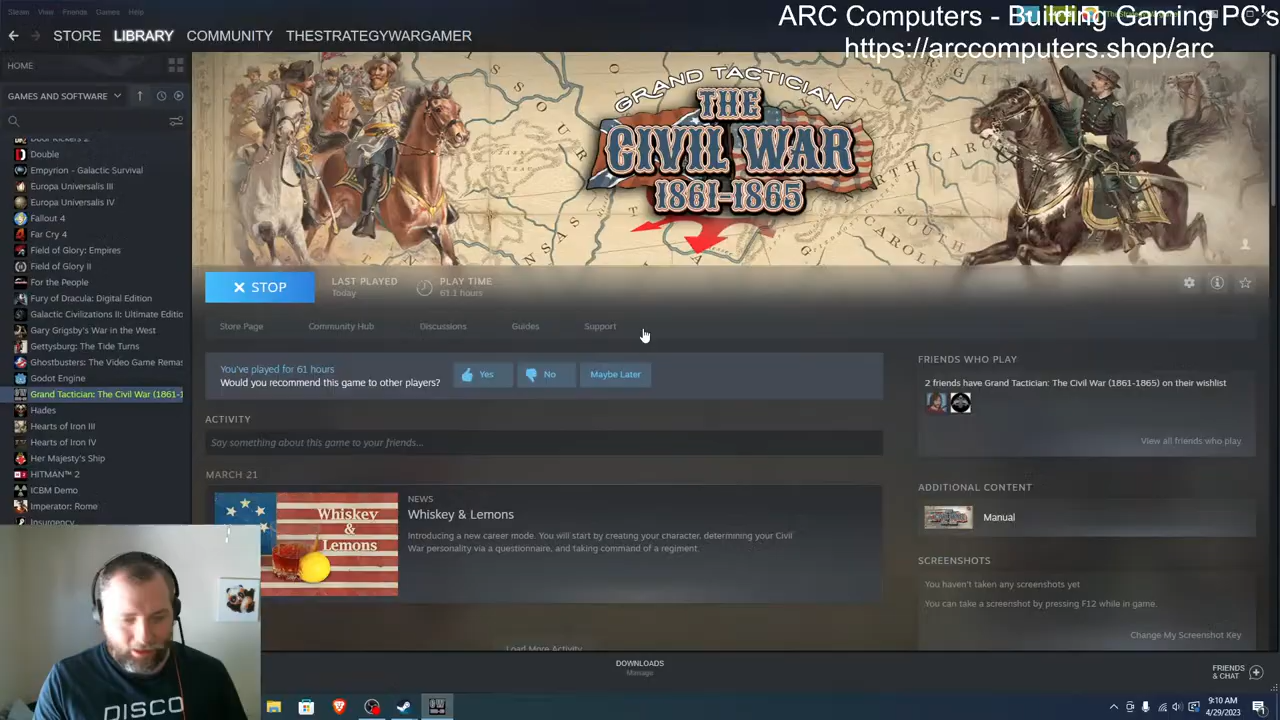 Steam View Friends Games Help
ARC Computers - Building Gaming PC's
https://arccomputers.shop/arc
STORE LIBRARY COMMUNITY THESTRATEGYWARGAMER
HOME
GAMES AND SOFTWARE
Double
Empyrion - Galactic Survival
Europa Universalis III
Europa Universalis IV
Fallout 4
Far Cry 4
Field of Glory: Empires
Field of Glory II
For the People
Fury of Dracula: Digital Edition
Galactic Civilizations II: Ultimate Editio
Gary Grigsby's War in the West
Gettysburg: The Tide Turns
Ghostbusters: The Video Game Remas
Godot Engine
Grand Tactician: The Civil War (1861-1
Hades
Hearts of Iron III
Hearts of Iron IV
Her Majesty's Ship
HITMAN™ 2
ICBM Demo
Imperator: Rome
Insurgency
GRAND TACTICIAN
THE
CIVIL WAR
1861-1865
STOP
LAST PLAYED
Today
PLAY TIME
61.1 hours
Store Page Community Hub Discussions Guides Support
You've played for 61 hours
Would you recommend this game to other players?
Yes No Maybe Later
ACTIVITY
Say something about this game to your friends...
MARCH 21
Whiskey
&
Lemons
NEWS
Whiskey & Lemons
Introducing a new career mode. You will start by creating your character, determining your Civil
War personality via a questionnaire, and taking command of a regiment.
Load More Activity
FRIENDS WHO PLAY
2 friends have Grand Tactician: The Civil War (1861-1865) on their wishlist
View all friends who play
ADDITIONAL CONTENT
Manual
SCREENSHOTS
You haven't taken any screenshots yet
You can take a screenshot by pressing F12 while in game.
Change My Screenshot Key
DOWNLOADS
Manage
FRIENDS
& CHAT
DISCO
9:10 AM
4/29/2023